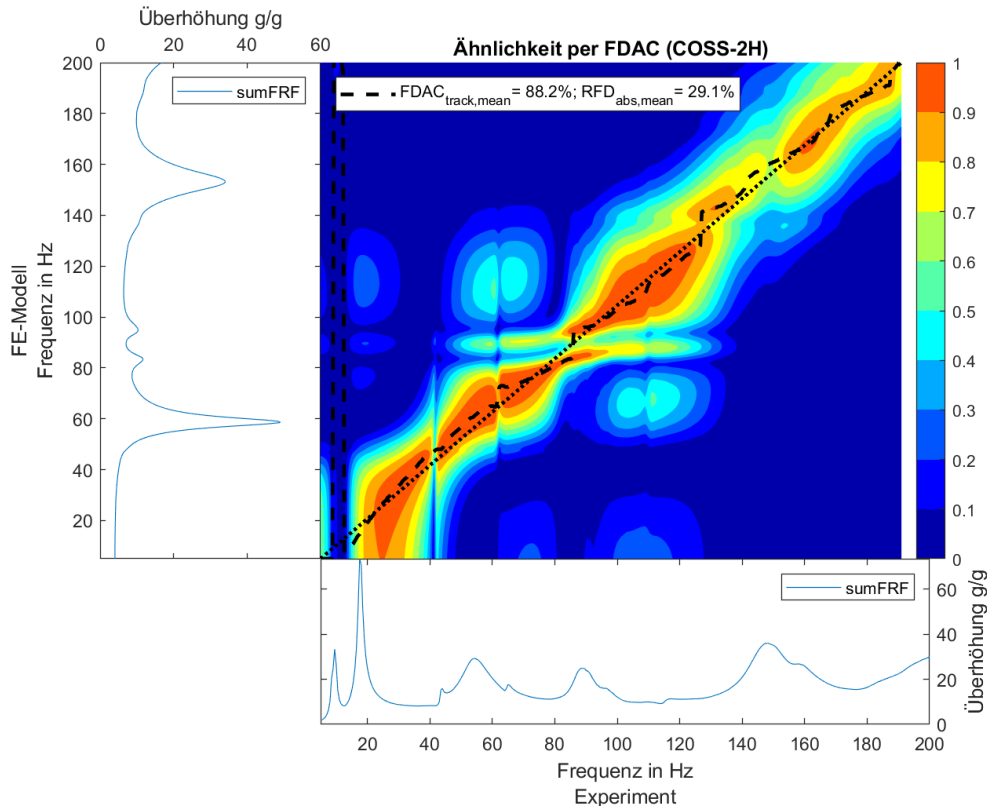 Überhöhung g/g
0 20 40 60
Ähnlichkeit per FDAC (COSS-2H)
sumFRF
FDAC_track,mean = 88.2%; RFD_abs,mean = 29.1%
200
180
160
140
120
100
80
60
40
20
FE-Modell
Frequenz in Hz
1
0.9
0.8
0.7
0.6
0.5
0.4
0.3
0.2
0.1
0
sumFRF
60
40
20
0
Überhöhung g/g
20 40 60 80 100 120 140 160 180 200
Frequenz in Hz
Experiment